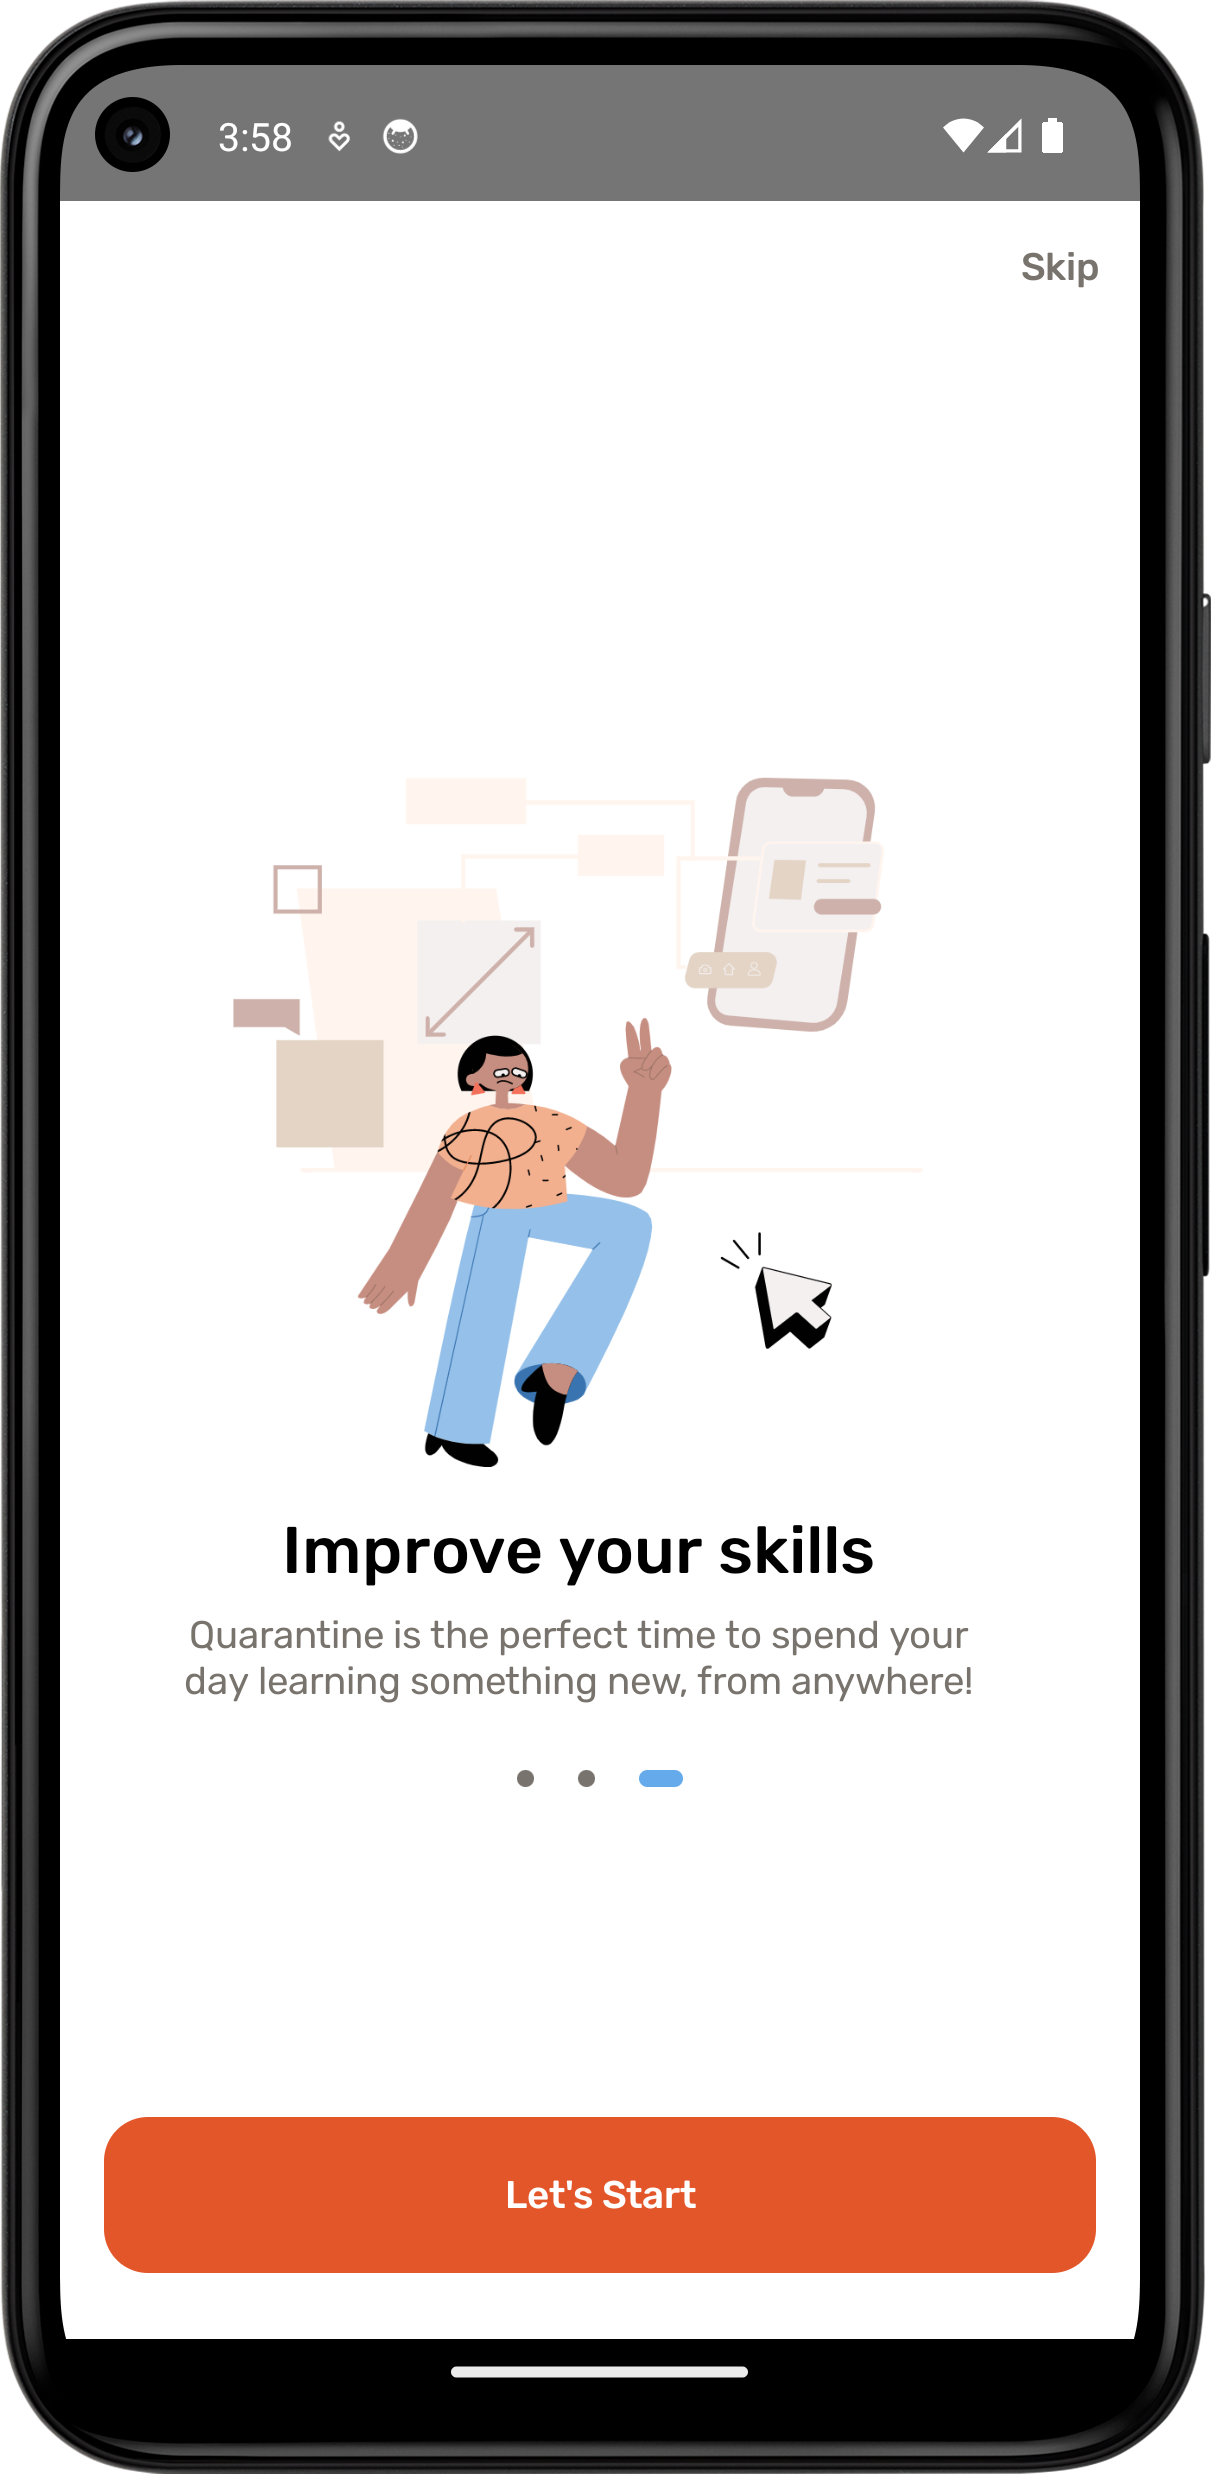 3:58
Skip
Improve your skills
Quarantine is the perfect time to spend your
day learning something new, from anywhere!
Let's Start